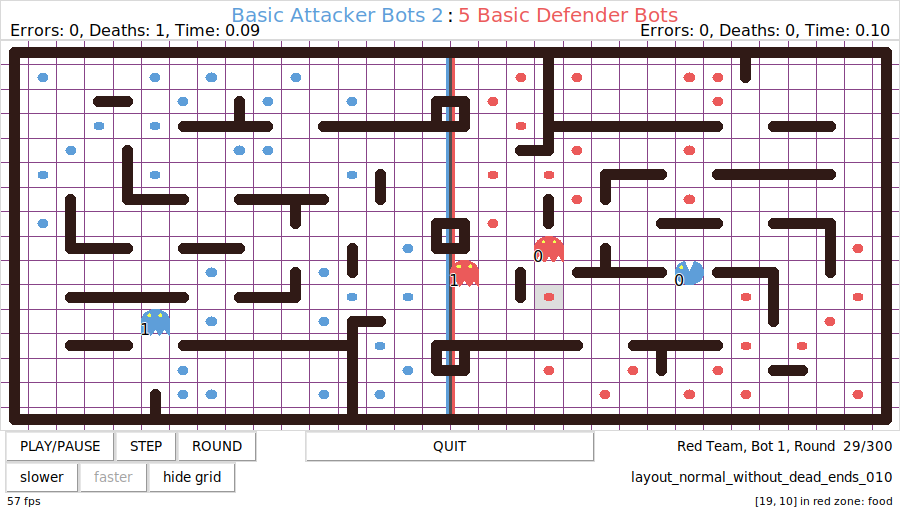 Basic Attacker Bots 2 : 5 Basic Defender Bots
Errors: 0, Deaths: 1, Time: 0.09
Errors: 0, Deaths: 0, Time: 0.10
0
1
0
1
PLAY/PAUSE
STEP
ROUND
QUIT
Red Team, Bot 1, Round 29/300
slower
faster
hide grid
layout_normal_without_dead_ends_010
57 fps
[19, 10] in red zone: food